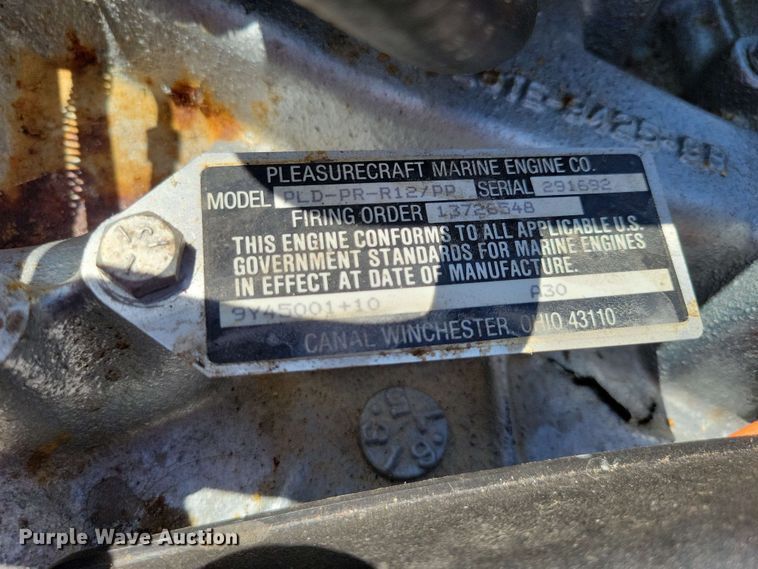 PLEASURECRAFT MARINE ENGINE CO.
MODEL PLD-PR-R12/PP SERIAL 291692
FIRING ORDER 13726548
THIS ENGINE CONFORMS TO ALL APPLICABLE U.S.
GOVERNMENT STANDARDS FOR MARINE ENGINES
IN EFFECT AT DATE OF MANUFACTURE.
9Y45001+10 A30
CANAL WINCHESTER, OHIO 43110
Purple Wave Auction